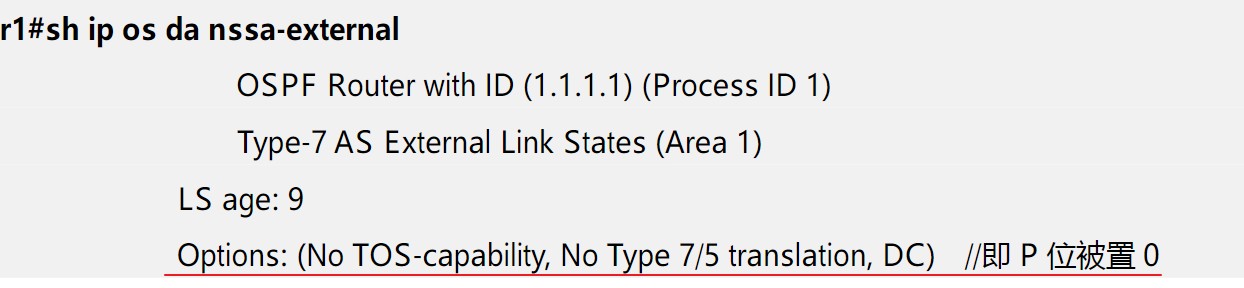 r1#sh ip os da nssa-external
OSPF Router with ID (1.1.1.1) (Process ID 1)
Type-7 AS External Link States (Area 1)
LS age: 9
Options: (No TOS-capability, No Type 7/5 translation, DC) //即 P 位被置 0